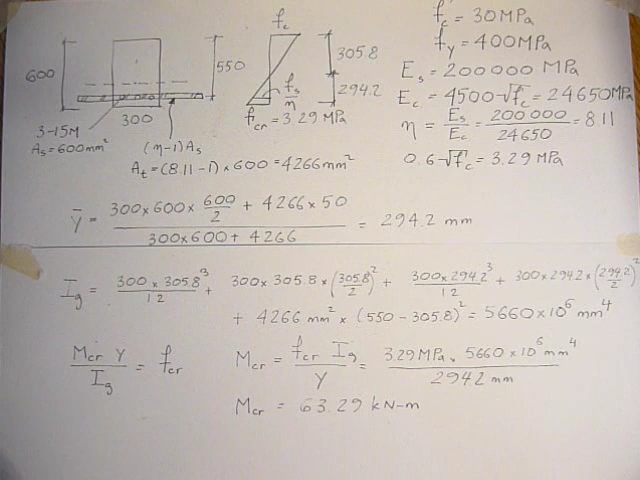 f'c = 30 MPa
fy = 400 MPa
Es = 200 000 MPa
Ec = 4500√f'c = 24650 MPa
η = Es/Ec = 200 000/24650 = 8.11
0.6√f'c = 3.29 MPa
600
550
300
3-15M
As = 600 mm²
(η-1)As
At = (8.11-1) × 600 = 4266 mm²
fc
fs/η
fcr = 3.29 MPa
305.8
294.2
ȳ = (300 × 600 × 600/2 + 4266 × 50)/(300 × 600 + 4266) = 294.2 mm
Ig = 300 × 305.8³/12 + 300 × 305.8 × (305.8/2)² + 300 × 294.2³/12 + 300 × 294.2 × (294.2/2)²
+ 4266 mm² × (550 - 305.8)² = 5660 × 10⁶ mm⁴
Mcr y/Ig = fcr
Mcr = fcr Ig/y = 3.29 MPa × 5660 × 10⁶ mm⁴/294.2 mm
Mcr = 63.29 kN-m